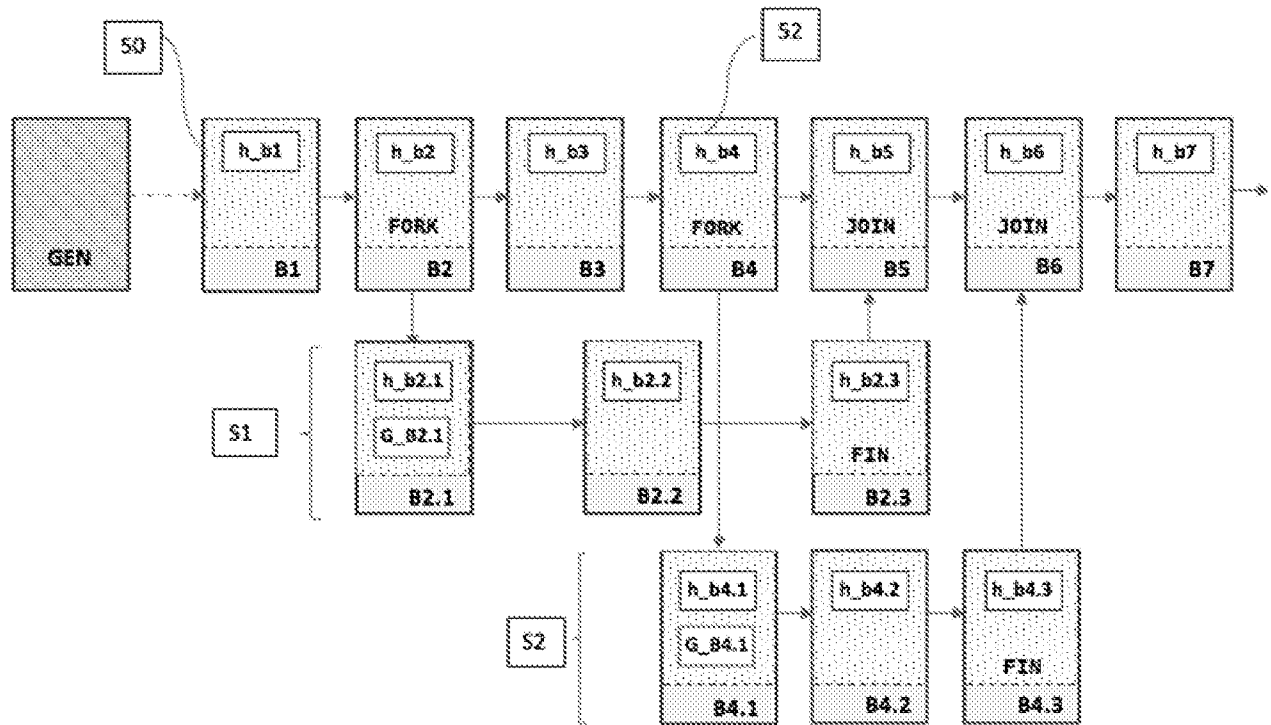 S0
S2
h_b1
h_b2
h_b3
h_b4
h_b5
h_b6
h_b7
GEN
FORK
FORK
JOIN
JOIN
B1
B2
B3
B4
B5
B6
B7
S1
h_b2.1
h_b2.2
h_b2.3
G_B2.1
FIN
B2.1
B2.2
B2.3
S2
h_b4.1
h_b4.2
h_b4.3
G_B4.1
FIN
B4.1
B4.2
B4.3